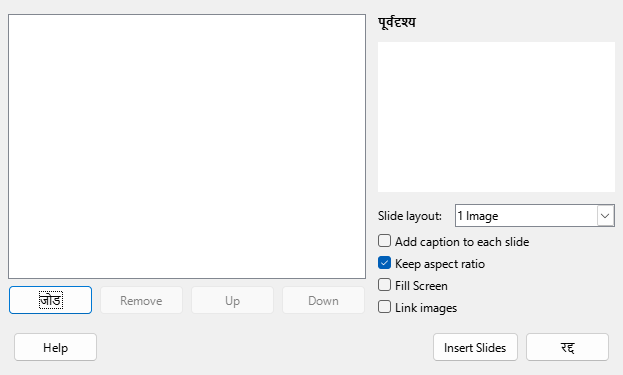 पूर्वदृश्य
Slide layout: 1 Image
Add caption to each slide
Keep aspect ratio
Fill Screen
Link images
जोड Remove Up Down
Help Insert Slides रद्द